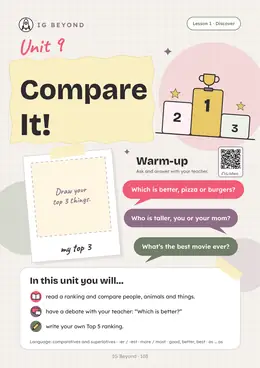 IG BEYOND
Lesson 1 · Discover
Unit 9
Compare
It!
1
2
3
Draw your
top 3 things.
my top 3
Warm-up
Ask and answer with your teacher.
Which is better, pizza or burgers?
Who is taller, you or your mom?
What's the best movie ever?
In this unit you will...
read a ranking and compare people, animals and things.
have a debate with your teacher: "Which is better?"
write your own Top 5 ranking.
Language: comparatives and superlatives · -er / -est · more / most · good, better, best · as ... as